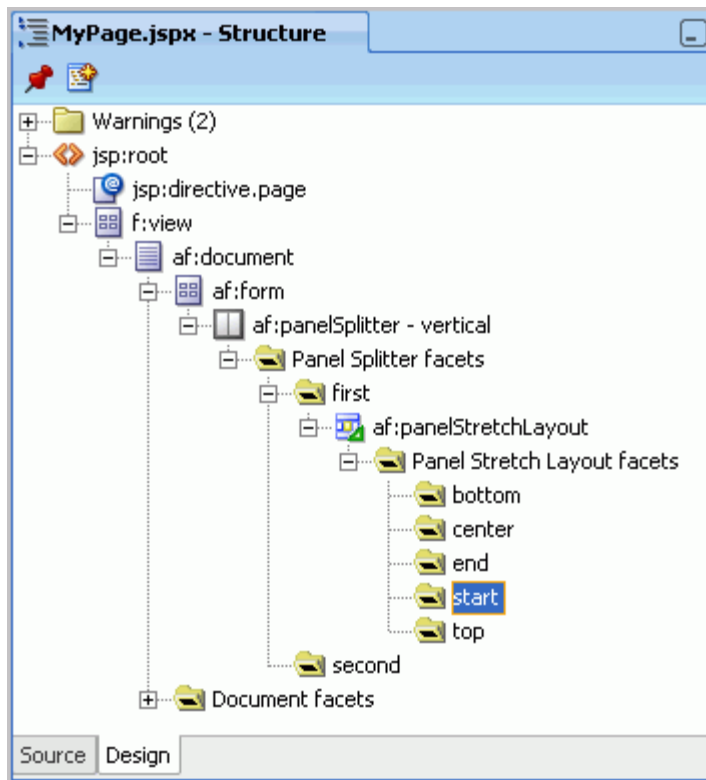 MyPage.jspx - Structure
Warnings (2)
jsp:root
jsp:directive.page
f:view
af:document
af:form
af:panelSplitter - vertical
Panel Splitter facets
first
af:panelStretchLayout
Panel Stretch Layout facets
bottom
center
end
start
top
second
Document facets
Source Design